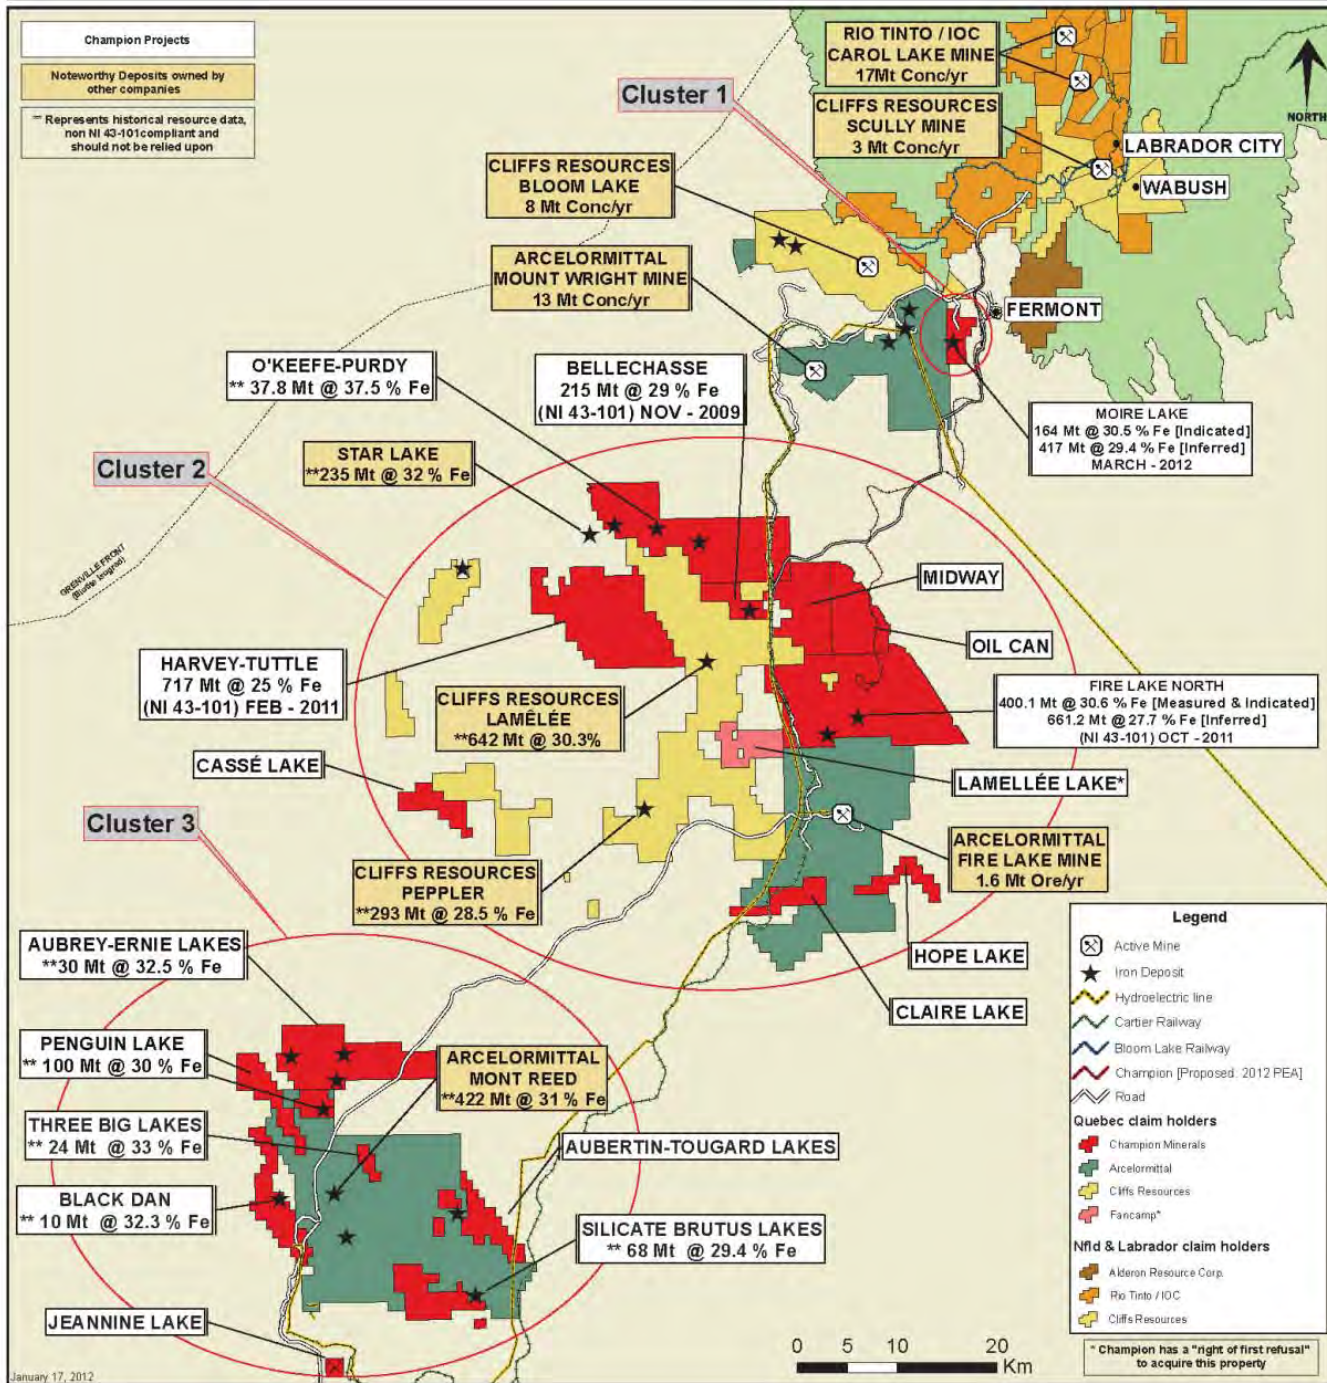 Champion Projects
Noteworthy Deposits owned by
other companies
** Represents historical resource data,
non NI 43-101 compliant and
should not be relied upon
RIO TINTO / IOC
CAROL LAKE MINE
17Mt Conc/yr
NORTH
Cluster 1
CLIFFS RESOURCES
SCULLY MINE
3 Mt Conc/yr
LABRADOR CITY
WABUSH
CLIFFS RESOURCES
BLOOM LAKE
8 Mt Conc/yr
ARCELORMITTAL
MOUNT WRIGHT MINE
13 Mt Conc/yr
FERMONT
O'KEEFE-PURDY
** 37.8 Mt @ 37.5 % Fe
BELLECHASSE
215 Mt @ 29 % Fe
(NI 43-101) NOV - 2009
MOIRE LAKE
164 Mt @ 30.5 % Fe [Indicated]
417 Mt @ 29.4 % Fe [Inferred]
MARCH - 2012
STAR LAKE
**235 Mt @ 32 % Fe
Cluster 2
GRENVILLE FRONT
MIDWAY
OIL CAN
HARVEY-TUTTLE
717 Mt @ 25 % Fe
(NI 43-101) FEB - 2011
CLIFFS RESOURCES
LAMÊLÉE
**642 Mt @ 30.3%
FIRE LAKE NORTH
400.1 Mt @ 30.6 % Fe [Measured & Indicated]
661.2 Mt @ 27.7 % Fe [Inferred]
(NI 43-101) OCT - 2011
CASSÉ LAKE
LAMELLÉE LAKE*
Cluster 3
ARCELORMITTAL
FIRE LAKE MINE
1.6 Mt Ore/yr
CLIFFS RESOURCES
PEPPLER
**293 Mt @ 28.5 % Fe
AUBREY-ERNIE LAKES
**30 Mt @ 32.5 % Fe
HOPE LAKE
CLAIRE LAKE
PENGUIN LAKE
** 100 Mt @ 30 % Fe
ARCELORMITTAL
MONT REED
**422 Mt @ 31 % Fe
THREE BIG LAKES
** 24 Mt @ 33 % Fe
AUBERTIN-TOUGARD LAKES
BLACK DAN
** 10 Mt @ 32.3 % Fe
SILICATE BRUTUS LAKES
** 68 Mt @ 29.4 % Fe
JEANNINE LAKE
Legend
Active Mine
Iron Deposit
Hydroelectric line
Cartier Railway
Bloom Lake Railway
Champion [Proposed. 2012 PEA]
Road
Quebec claim holders
Champion Minerals
Arcelormittal
Cliffs Resources
Fancamp*
Nfld & Labrador claim holders
Alderon Resource Corp.
Rio Tinto / IOC
Cliffs Resources
0 5 10 20
Km
* Champion has a "right of first refusal"
to acquire this property
January 17, 2012